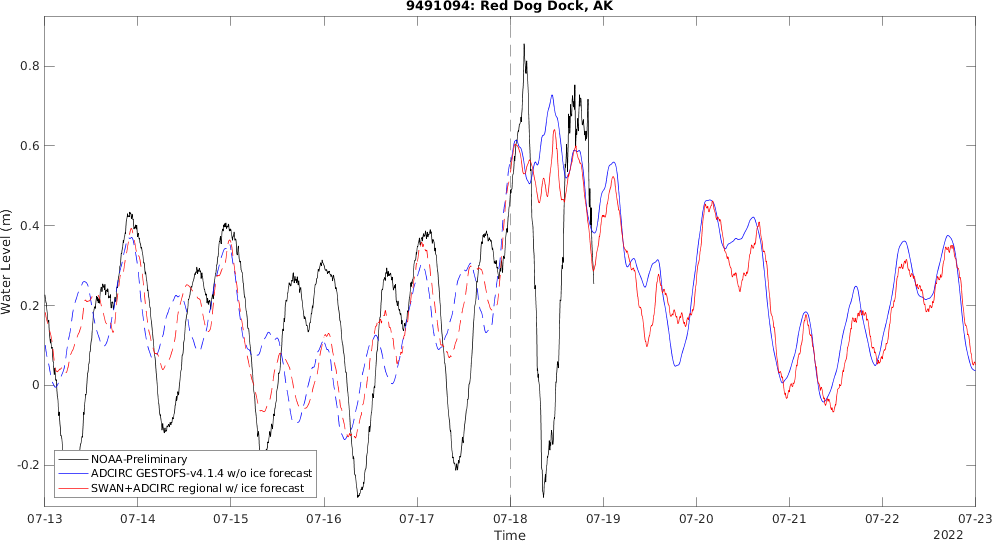 9491094: Red Dog Dock, AK
Water Level (m)
0.8
0.6
0.4
0.2
0
-0.2
NOAA-Preliminary
ADCIRC GESTOFS-v4.1.4 w/o ice forecast
SWAN+ADCIRC regional w/ ice forecast
07-13 07-14 07-15 07-16 07-17 07-18 07-19 07-20 07-21 07-22 07-23
Time
2022